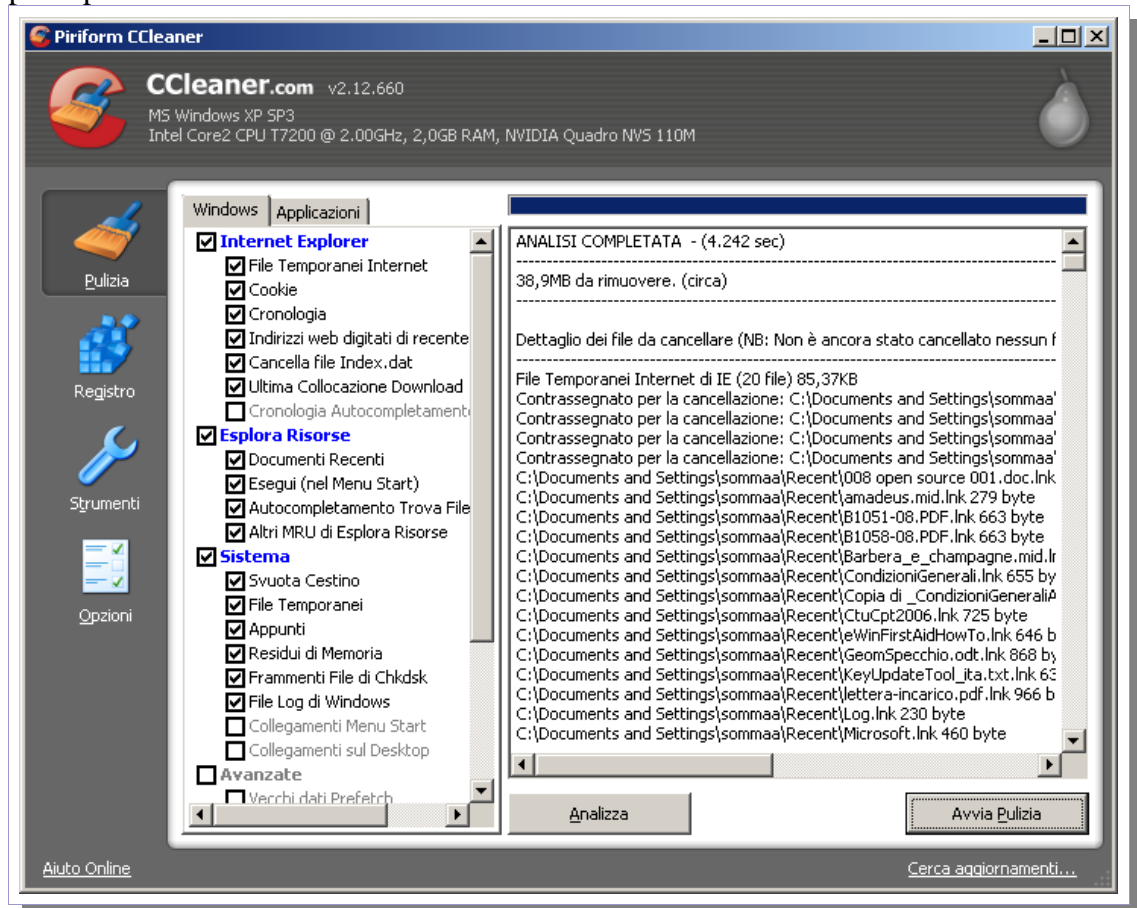 Piriform CCleaner
CCleaner.com v2.12.660
MS Windows XP SP3
Intel Core2 CPU T7200 @ 2.00GHz, 2,0GB RAM, NVIDIA Quadro NVS 110M
Pulizia
Registro
Strumenti
Opzioni
Windows
Applicazioni
Internet Explorer
File Temporanei Internet
Cookie
Cronologia
Indirizzi web digitati di recente
Cancella file Index.dat
Ultima Collocazione Download
Cronologia Autocompletament
Esplora Risorse
Documenti Recenti
Esegui (nel Menu Start)
Autocompletamento Trova File
Altri MRU di Esplora Risorse
Sistema
Svuota Cestino
File Temporanei
Appunti
Residui di Memoria
Frammenti File di Chkdsk
File Log di Windows
Collegamenti Menu Start
Collegamenti sul Desktop
Avanzate
Vecchi dati Prefetch
ANALISI COMPLETATA - (4.242 sec)
38,9MB da rimuovere. (circa)
Dettaglio dei file da cancellare (NB: Non è ancora stato cancellato nessun f
File Temporanei Internet di IE (20 file) 85,37KB
Contrassegnato per la cancellazione: C:\Documents and Settings\sommaa'
Contrassegnato per la cancellazione: C:\Documents and Settings\sommaa'
Contrassegnato per la cancellazione: C:\Documents and Settings\sommaa'
Contrassegnato per la cancellazione: C:\Documents and Settings\sommaa'
C:\Documents and Settings\sommaa\Recent\008 open source 001.doc.lnk
C:\Documents and Settings\sommaa\Recent\amadeus.mid.lnk 279 byte
C:\Documents and Settings\sommaa\Recent\B1051-08.PDF.lnk 663 byte
C:\Documents and Settings\sommaa\Recent\B1058-08.PDF.lnk 663 byte
C:\Documents and Settings\sommaa\Recent\Barbera_e_champagne.mid.lr
C:\Documents and Settings\sommaa\Recent\CondizioniGenerali.lnk 655 by
C:\Documents and Settings\sommaa\Recent\Copia di _CondizioniGeneraliA
C:\Documents and Settings\sommaa\Recent\CtuCpt2006.lnk 725 byte
C:\Documents and Settings\sommaa\Recent\eWinFirstAidHowTo.lnk 646 b
C:\Documents and Settings\sommaa\Recent\GeomSpecchio.odt.lnk 868 by
C:\Documents and Settings\sommaa\Recent\KeyUpdateTool_ita.txt.lnk 63
C:\Documents and Settings\sommaa\Recent\lettera-incarico.pdf.lnk 966 b
C:\Documents and Settings\sommaa\Recent\Log.lnk 230 byte
C:\Documents and Settings\sommaa\Recent\Microsoft.lnk 460 byte
Analizza
Avvia Pulizia
Aiuto Online
Cerca aggiornamenti...